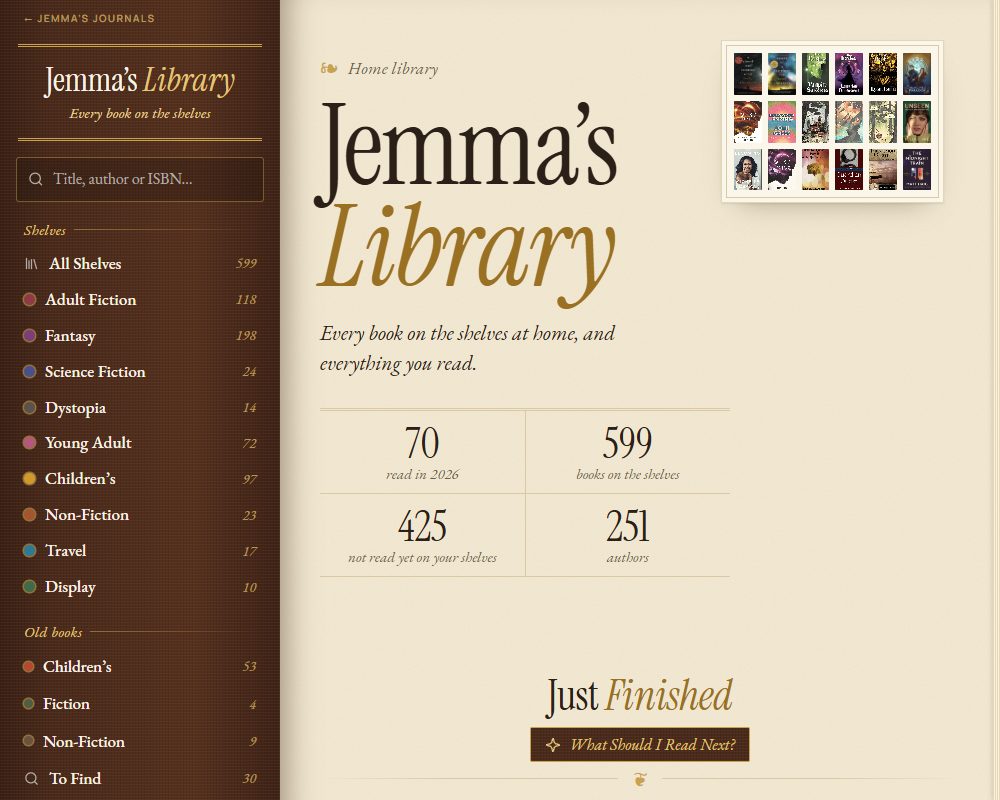 ← JEMMA'S JOURNALS
Jemma's Library
Every book on the shelves
Title, author or ISBN...
Shelves
All Shelves 599
Adult Fiction 118
Fantasy 198
Science Fiction 24
Dystopia 14
Young Adult 72
Children's 97
Non-Fiction 23
Travel 17
Display 10
Old books
Children's 53
Fiction 4
Non-Fiction 9
To Find 30
Home library
Jemma's
Library
Every book on the shelves at home, and
everything you read.
70
read in 2026
599
books on the shelves
425
not read yet on your shelves
251
authors
Just Finished
What Should I Read Next?
UNSEEN
THE
MIDNIGHT
TRAIN